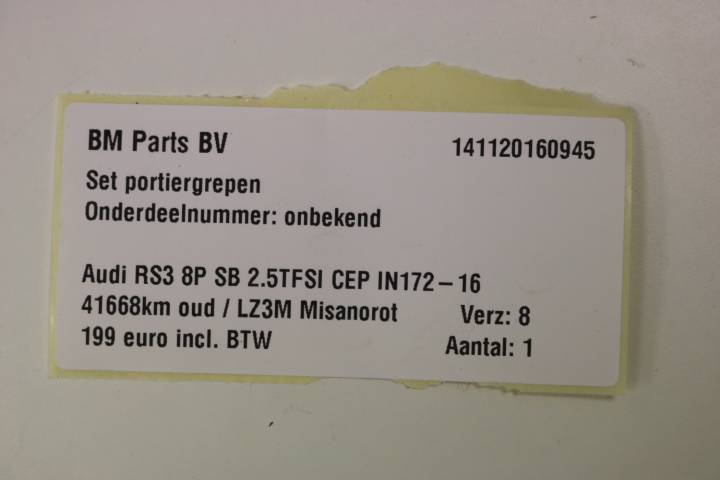 BM Parts BV 141120160945
Set portiergrepen
Onderdeelnummer: onbekend
Audi RS3 8P SB 2.5TFSI CEP IN172-16
41668km oud / LZ3M Misanorot Verz: 8
199 euro incl. BTW Aantal: 1